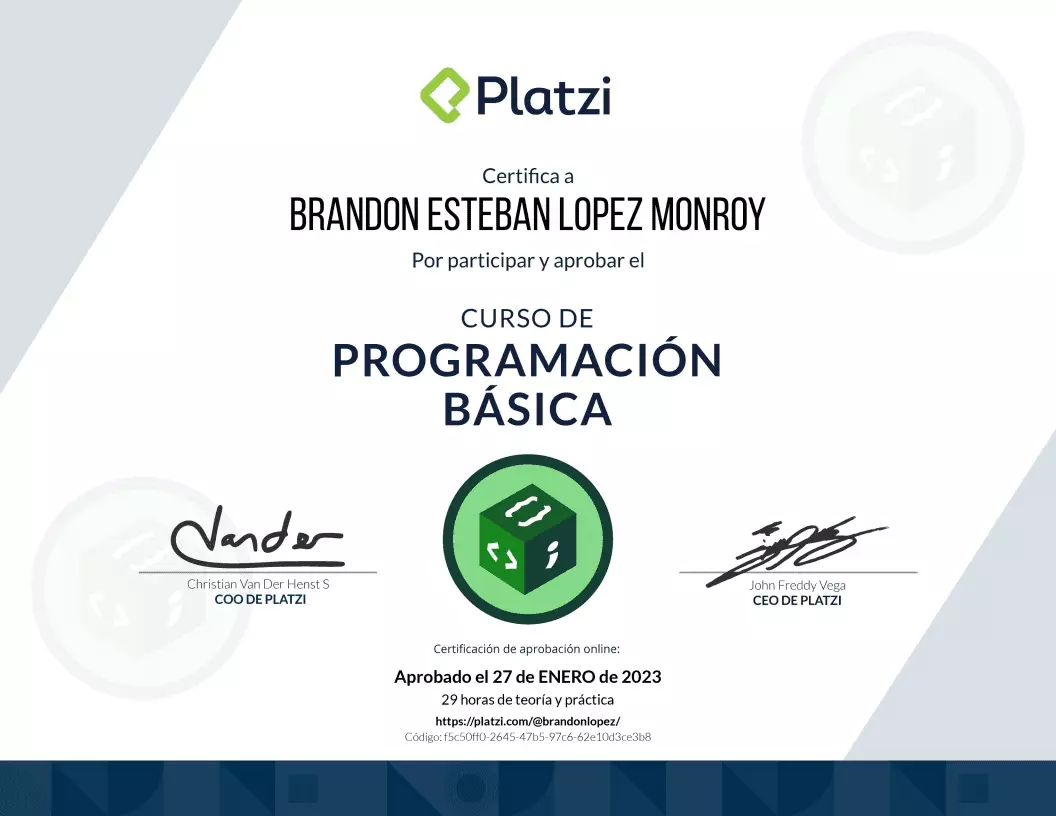 Platzi
Certifica a
BRANDON ESTEBAN LOPEZ MONROY
Por participar y aprobar el
CURSO DE
PROGRAMACIÓN
BÁSICA
Vander
Christian Van Der Henst S
COO DE PLATZI
John Freddy Vega
CEO DE PLATZI
Certificación de aprobación online:
Aprobado el 27 de ENERO de 2023
29 horas de teoría y práctica
https://platzi.com/@brandonlopez/
Código: f5c50ff0-2645-47b5-97c6-62e10d3ce3b8